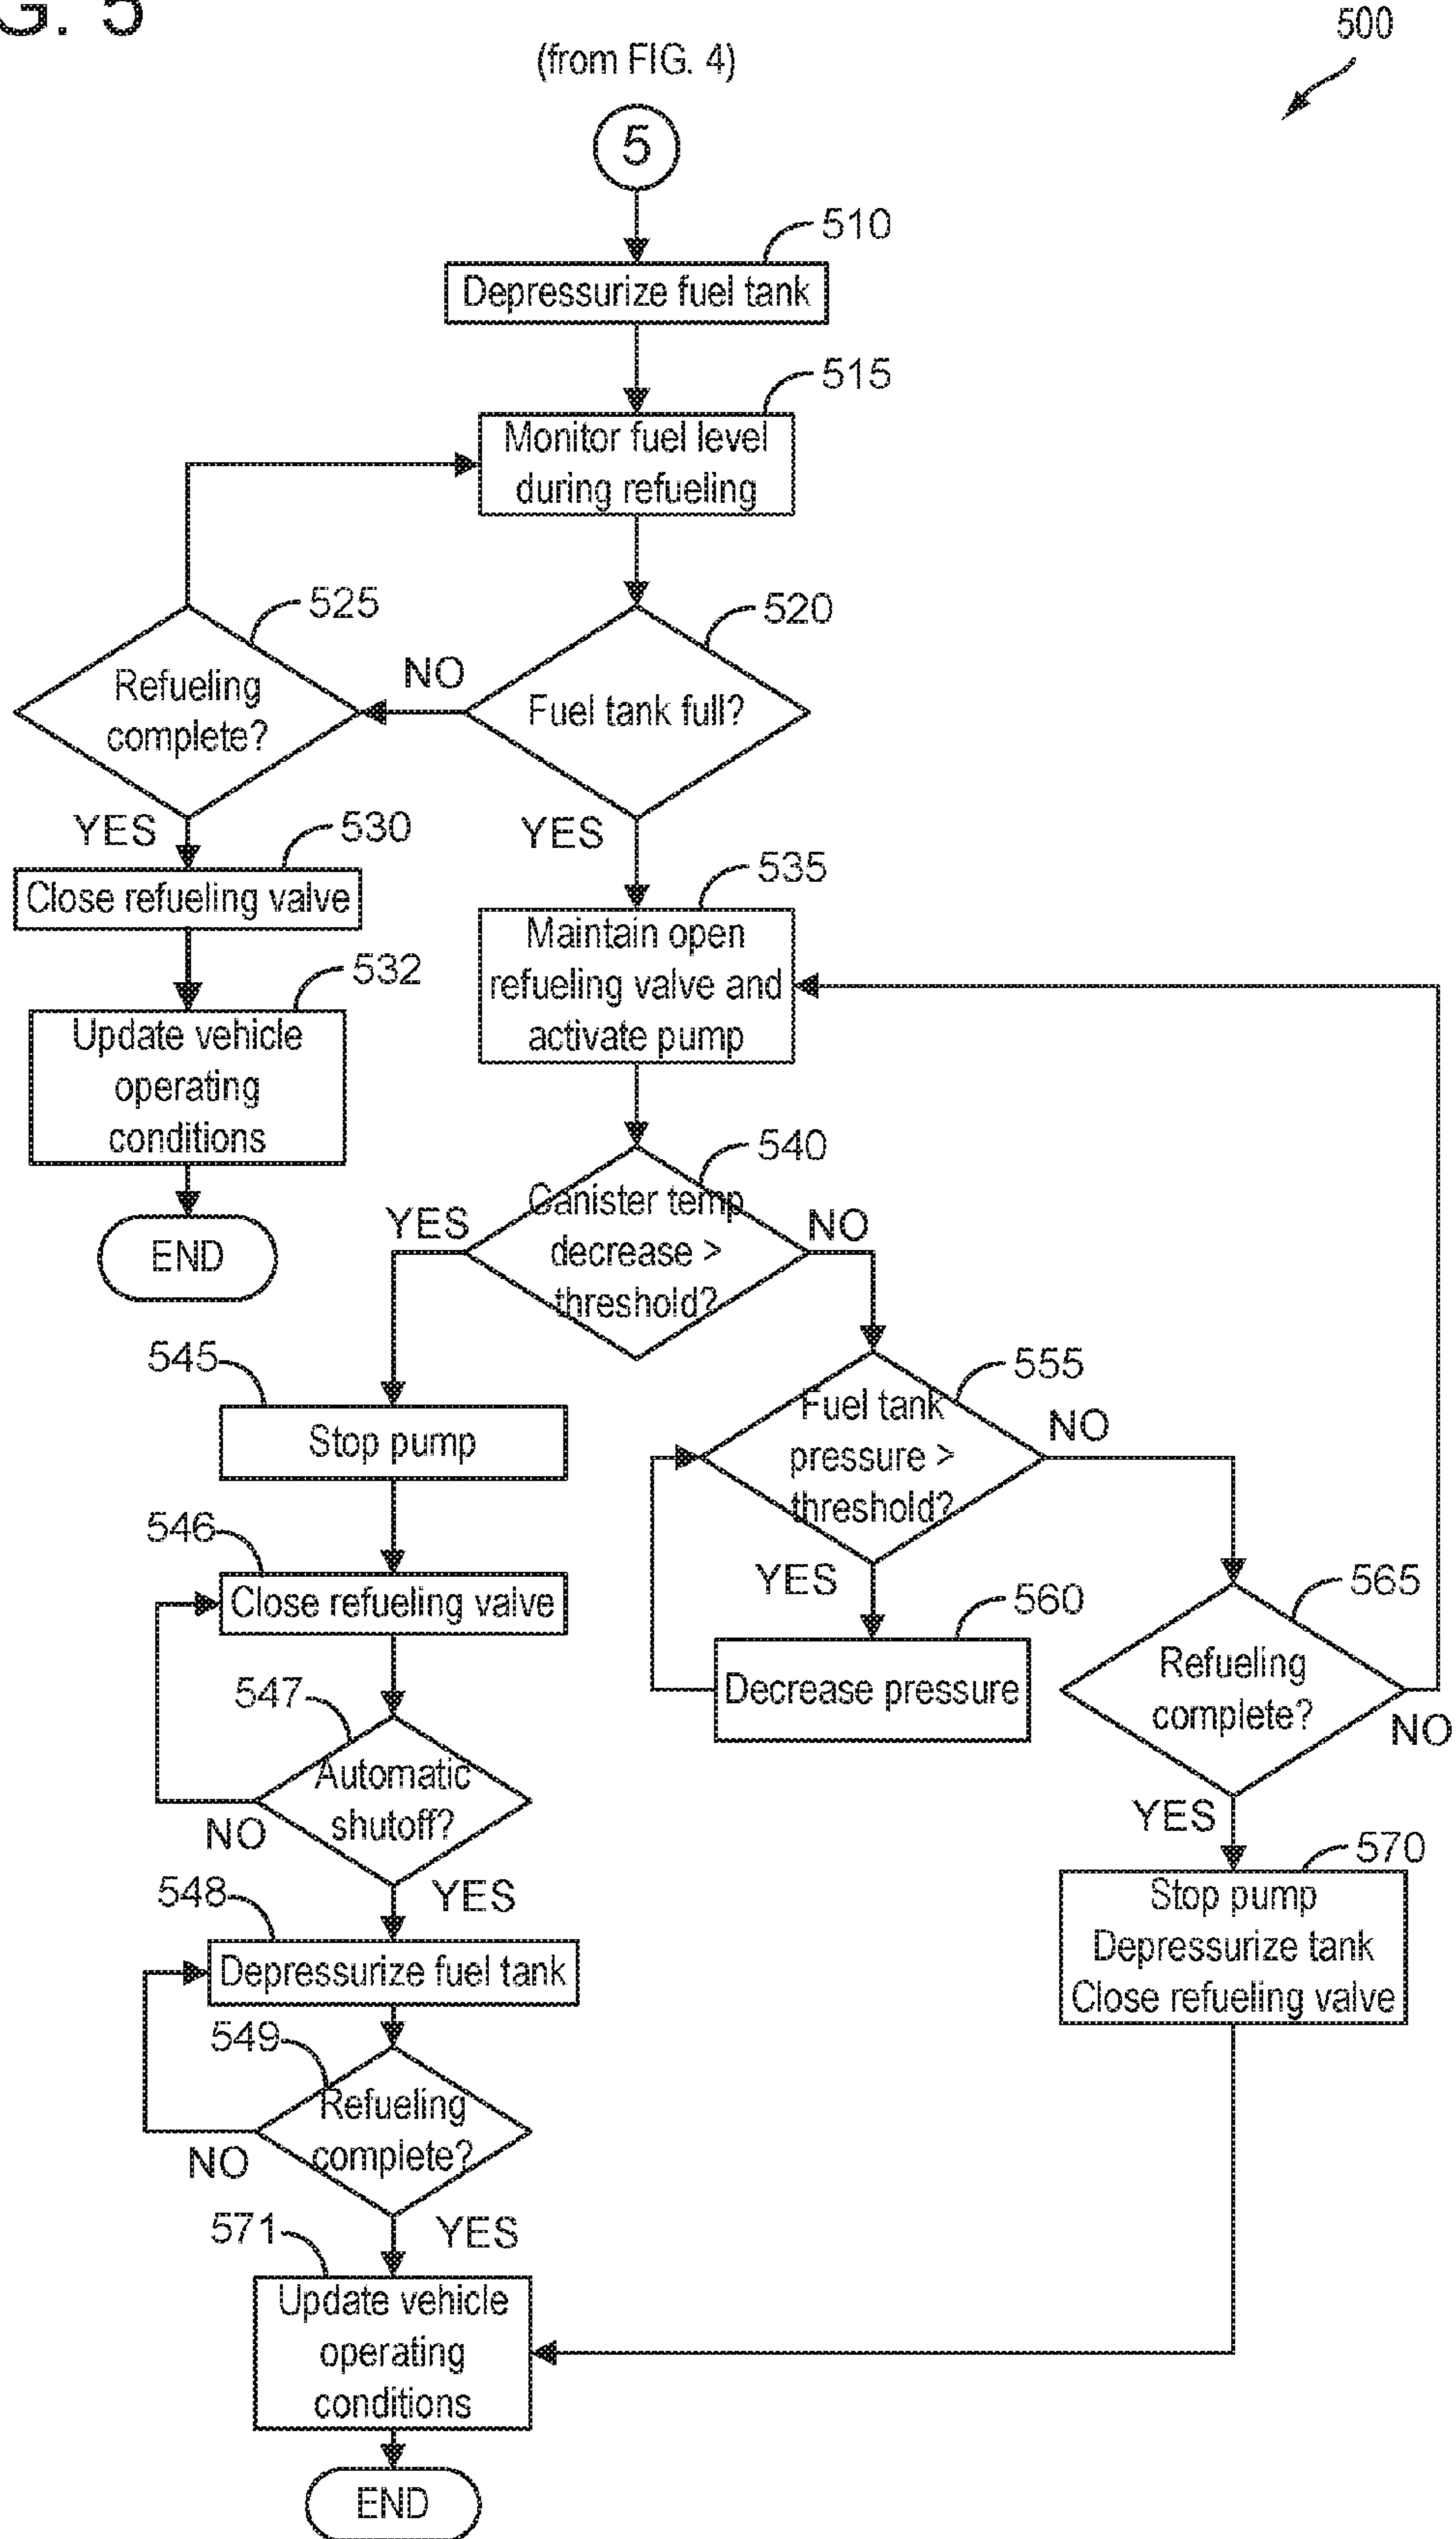 G. 5
500
(from FIG. 4)
5
510
Depressurize fuel tank
515
Monitor fuel level
during refueling
525
520
Refueling
complete?
NO
Fuel tank full?
YES
530
YES
Close refueling valve
535
Maintain open
refueling valve and
activate pump
532
Update vehicle
operating
conditions
END
540
YES
Canister temp
decrease >
threshold?
NO
545
Stop pump
555
Fuel tank
pressure >
threshold?
NO
546
Close refueling valve
YES
560
Decrease pressure
565
Refueling
complete?
NO
547
Automatic
shutoff?
NO
YES
YES
570
Stop pump
Depressurize tank
Close refueling valve
548
Depressurize fuel tank
549
Refueling
complete?
NO
YES
571
Update vehicle
operating
conditions
END